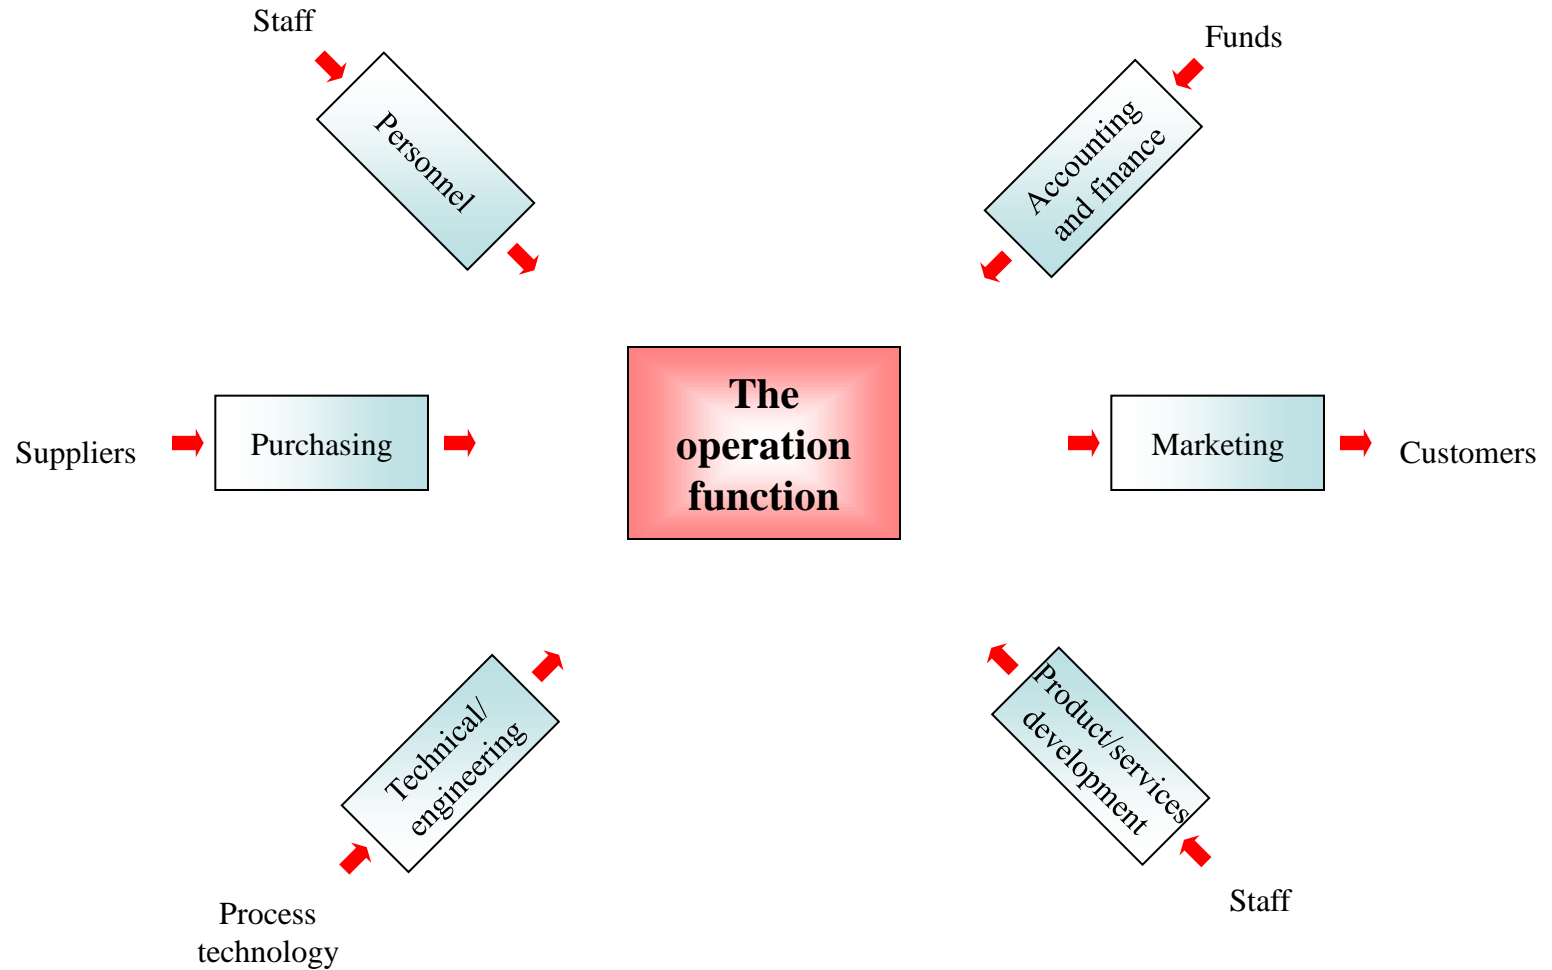 Staff
Funds
Personnel
Accounting
and finance
The
operation
function
Suppliers
Purchasing
Marketing
Customers
Technical/
engineering
Product/services
development
Process
technology
Staff